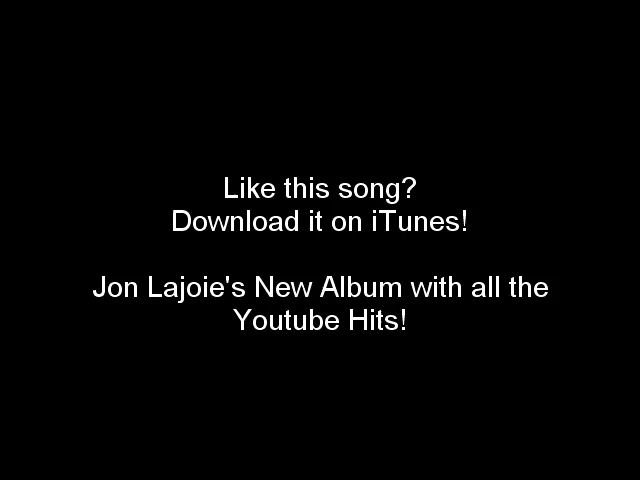 Like this song?
Download it on iTunes!
Jon Lajoie's New Album with all the
Youtube Hits!